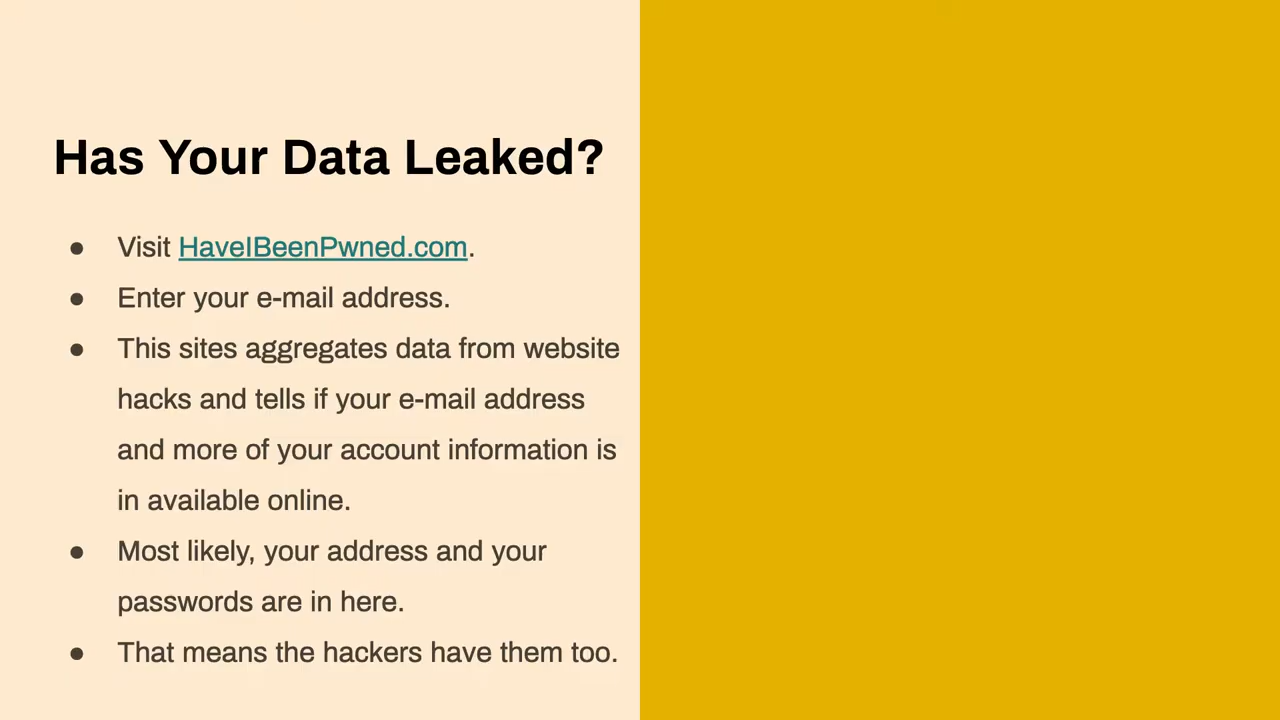 Has Your Data Leaked?
● Visit HaveIBeenPwned.com.
● Enter your e-mail address.
● This sites aggregates data from website
hacks and tells if your e-mail address
and more of your account information is
in available online.
● Most likely, your address and your
passwords are in here.
● That means the hackers have them too.